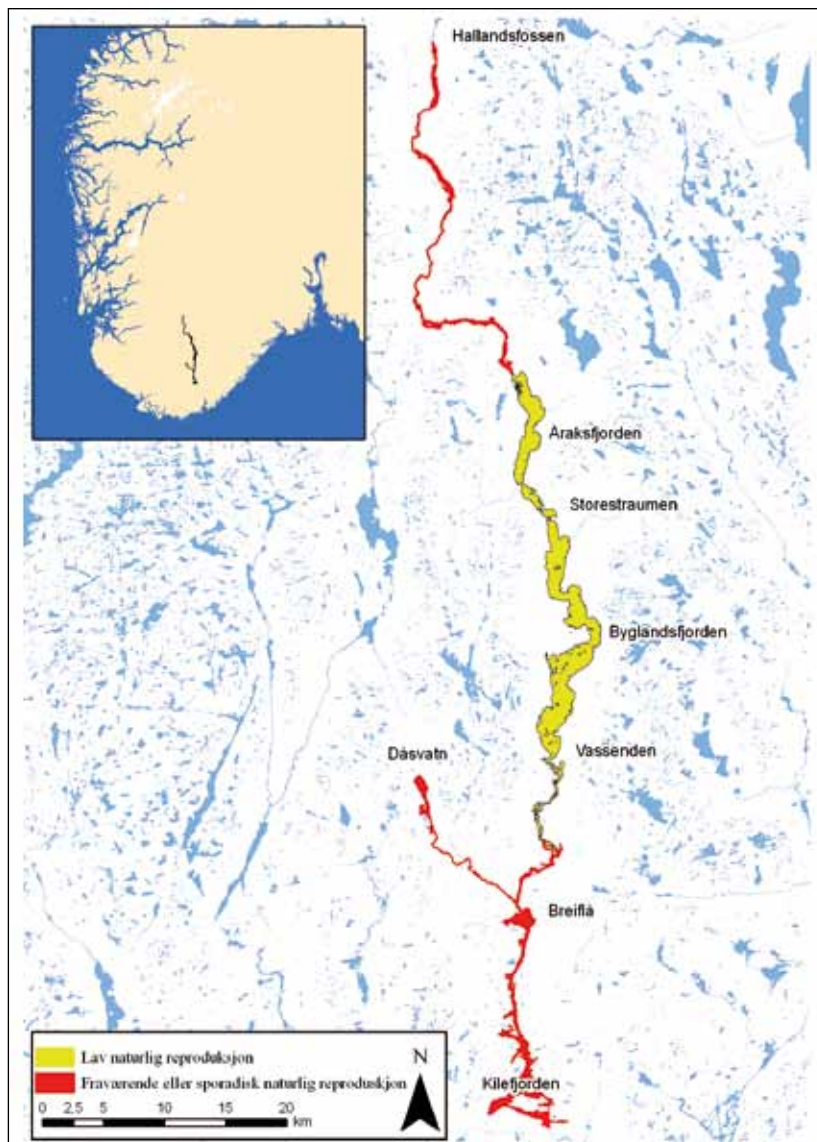 Hallandsfossen
Åraksfjorden
Storestraumen
Byglandsfjorden
Vassenden
Dåsvatn
Breiflå
Kilefjorden
Lav naturlig reproduksjon
Fraværende eller sporadisk naturlig reproduskjon
N
0 2.5 5 10 15 20
km